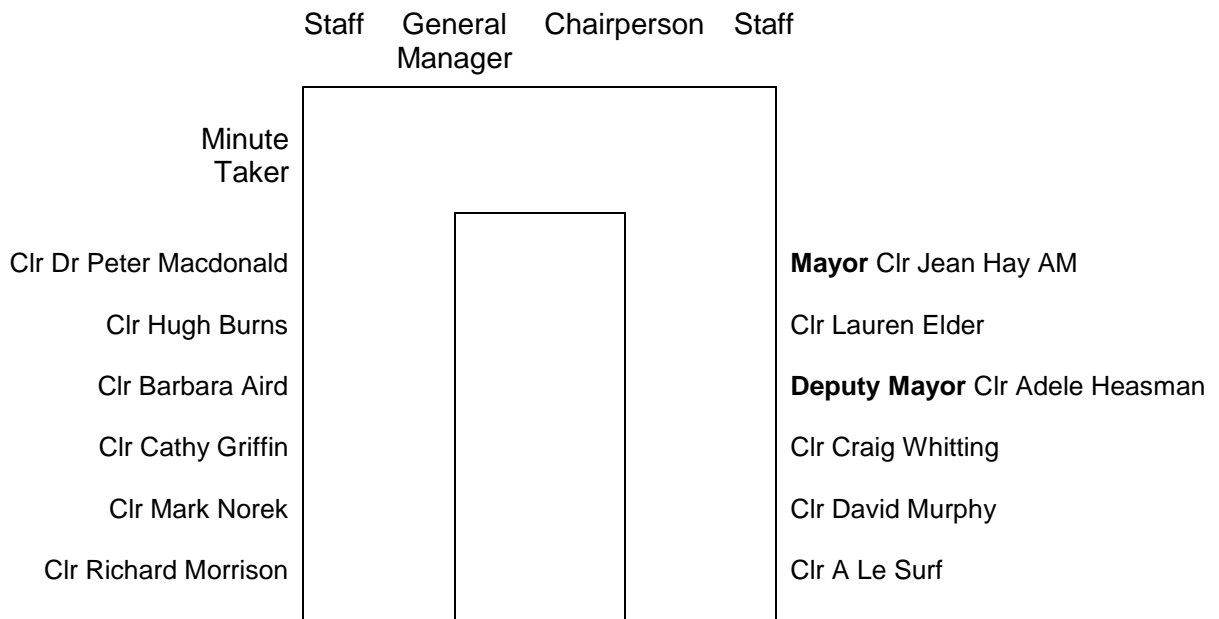 Staff General Chairperson Staff
Manager
Minute
Taker
Clr Dr Peter Macdonald Mayor Clr Jean Hay AM
Clr Hugh Burns Clr Lauren Elder
Clr Barbara Aird Deputy Mayor Clr Adele Heasman
Clr Cathy Griffin Clr Craig Whitting
Clr Mark Norek Clr David Murphy
Clr Richard Morrison Clr A Le Surf